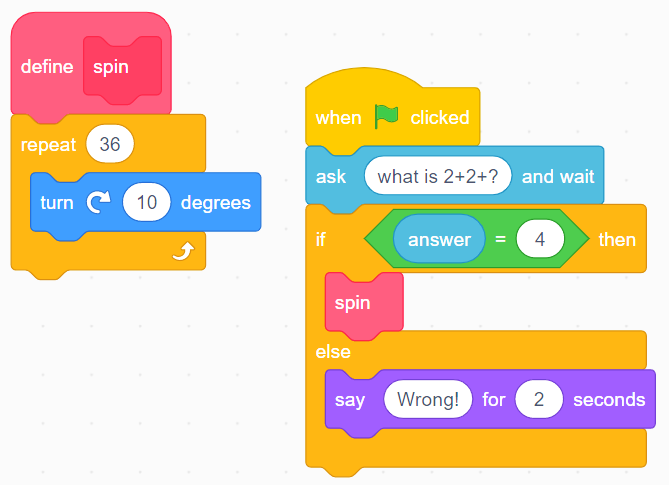 define spin
repeat 36
turn 10 degrees
when clicked
ask what is 2+2+? and wait
if answer = 4 then
spin
else
say Wrong! for 2 seconds